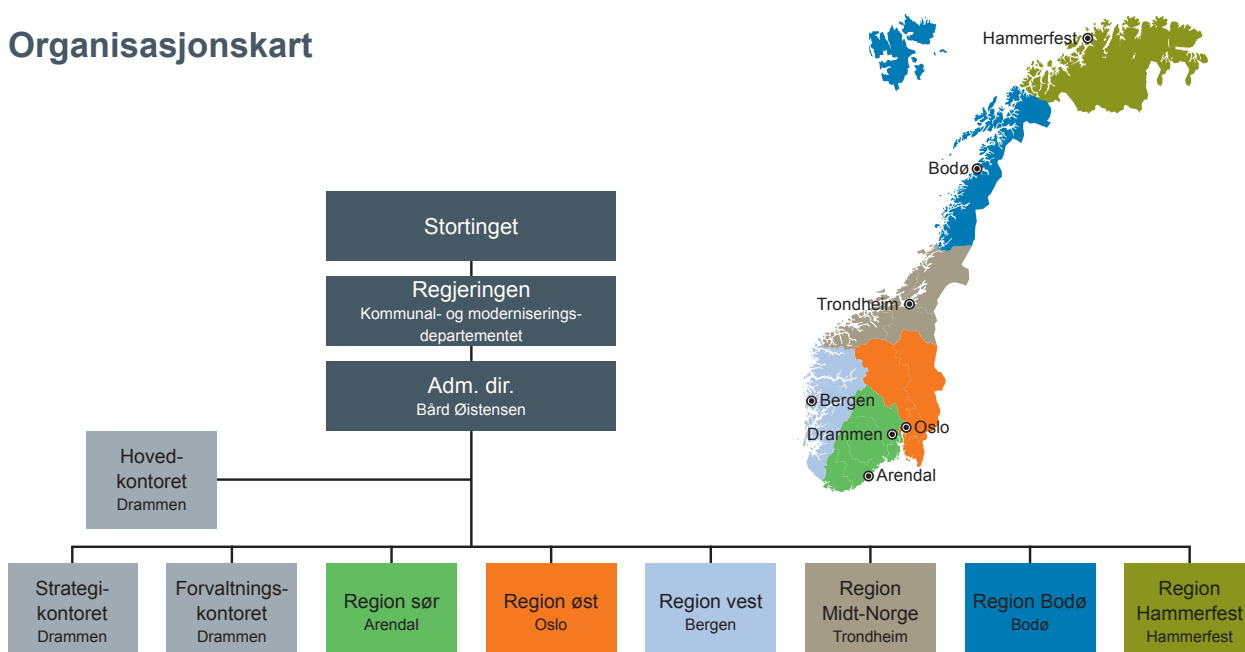 Organisasjonskart
Hammerfest
Bodø
Stortinget
Regjeringen
Kommunal- og moderniserings-
departementet
Trondheim
Adm. dir.
Bård Øistensen
Bergen
Oslo
Drammen
Arendal
Hoved-
kontoret
Drammen
Strategi-
kontoret
Drammen
Forvaltnings-
kontoret
Drammen
Region sør
Arendal
Region øst
Oslo
Region vest
Bergen
Region
Midt-Norge
Trondheim
Region Bodø
Bodø
Region
Hammerfest
Hammerfest